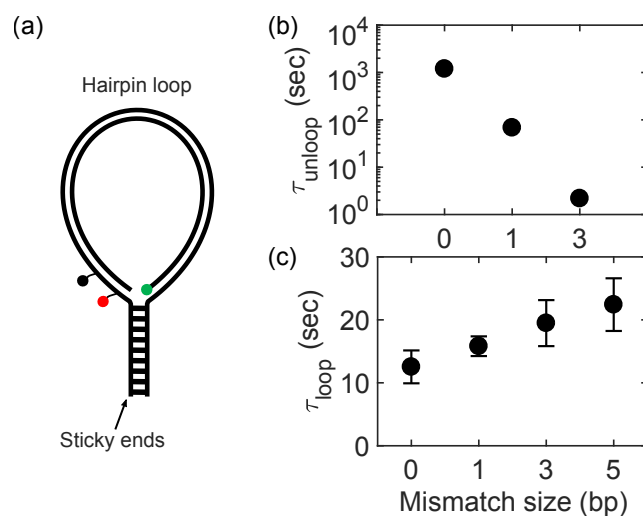 (a)
Hairpin loop
Sticky ends
(b)
τunloop (sec)
10⁴
10³
10²
10¹
10⁰
0 1 3
(c)
τloop (sec)
30
20
10
0
0 1 3 5
Mismatch size (bp)